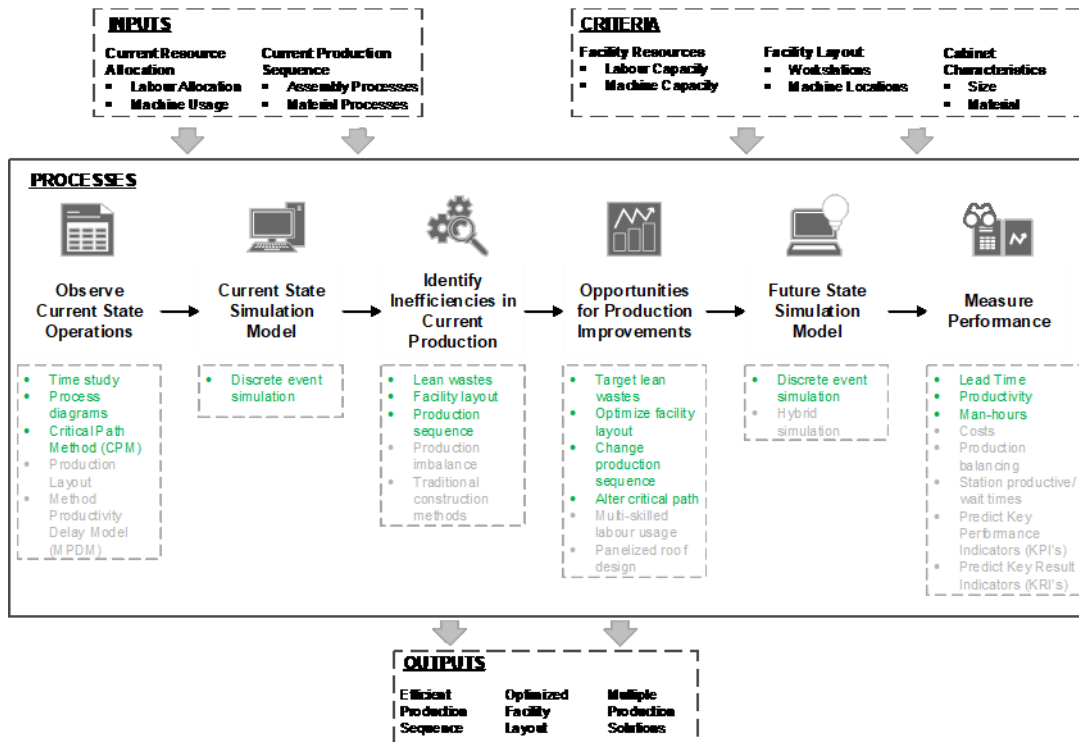 INPUTS
Current Resource
Allocation
▪ Labour Allocation
▪ Machine Usage
Current Production
Sequence
▪ Assembly Processes
▪ Material Processes
CRITERIA
Facility Resources
▪ Labour Capacity
▪ Machine Capacity
Facility Layout
▪ Workstations
▪ Machine Locations
Cabinet
Characteristics
▪ Size
▪ Material
PROCESSES
Observe
Current State
Operations
Current State
Simulation
Model
Identify
Inefficiencies in
Current
Production
Opportunities
for Production
Improvements
Future State
Simulation
Model
Measure
Performance
• Time study
• Process
diagrams
• Critical Path
Method (CPM)
• Production
Layout
• Method
Productivity
Delay Model
(MPDM)
• Discrete event
simulation
• Lean wastes
• Facility layout
• Production
sequence
• Production
imbalance
• Traditional
construction
methods
• Target lean
wastes
• Optimize facility
layout
• Change
production
sequence
• Alter critical path
• Multi-skilled
labour usage
• Panelized roof
design
• Discrete event
simulation
• Hybrid
simulation
• Lead Time
• Productivity
• Man-hours
• Costs
• Production
balancing
• Station productive/
wait times
• Predict Key
Performance
Indicators (KPI's)
• Predict Key Result
Indicators (KRI's)
OUTPUTS
Efficient
Production
Sequence
Optimized
Facility
Layout
Multiple
Production
Solutions